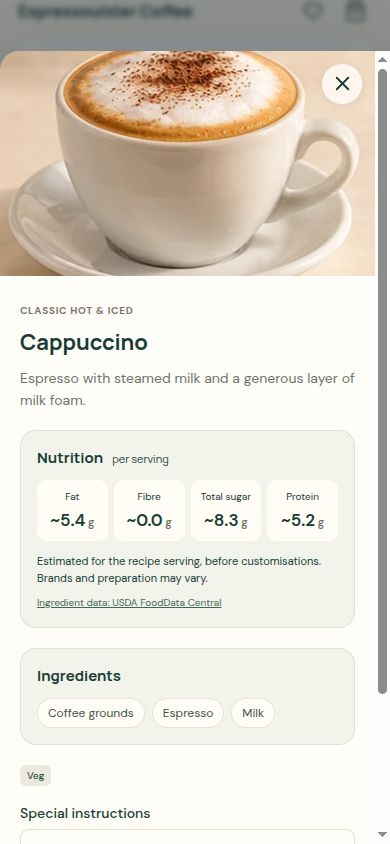 Espressoister Coffee
CLASSIC HOT & ICED
Cappuccino
Espresso with steamed milk and a generous layer of
milk foam.
Nutrition per serving
Fat Fibre Total sugar Protein
~5.4 g ~0.0 g ~8.3 g ~5.2 g
Estimated for the recipe serving, before customisations.
Brands and preparation may vary.
Ingredient data: USDA FoodData Central
Ingredients
Coffee grounds Espresso Milk
Veg
Special instructions